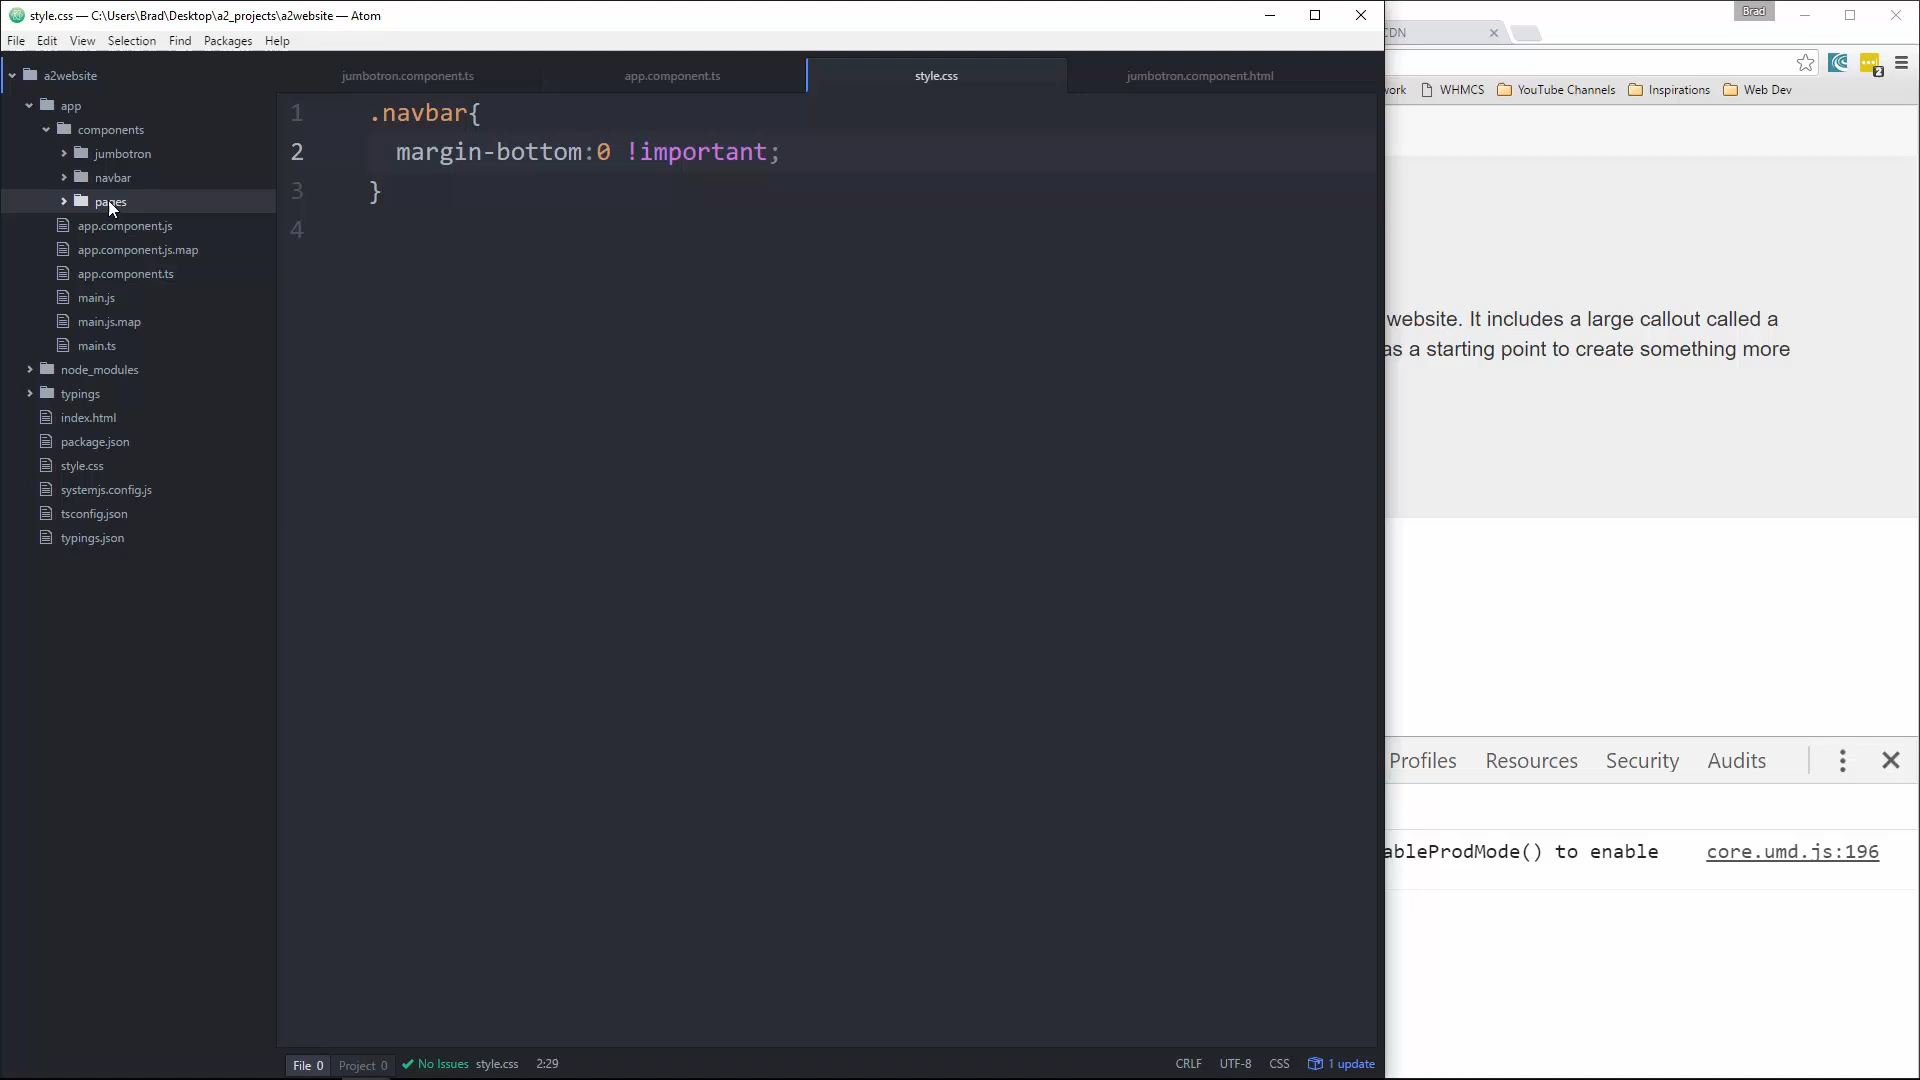 style.css — C:\Users\Brad\Desktop\a2_projects\a2website — Atom
File Edit View Selection Find Packages Help
a2website
app
components
jumbotron
navbar
pages
app.component.js
app.component.js.map
app.component.ts
main.js
main.js.map
main.ts
node_modules
typings
index.html
package.json
style.css
systemjs.config.js
tsconfig.json
typings.json
jumbotron.component.ts app.component.ts style.css jumbotron.component.html
1 .navbar{
2 margin-bottom:0 !important;
3 }
4
File 0 Project 0 No Issues style.css 2:29 CRLF UTF-8 CSS 1 update
Brad
CDN
2
work WHMCS YouTube Channels Inspirations Web Dev
website. It includes a large callout called a
as a starting point to create something more
Profiles Resources Security Audits
ableProdMode() to enable core.umd.js:196